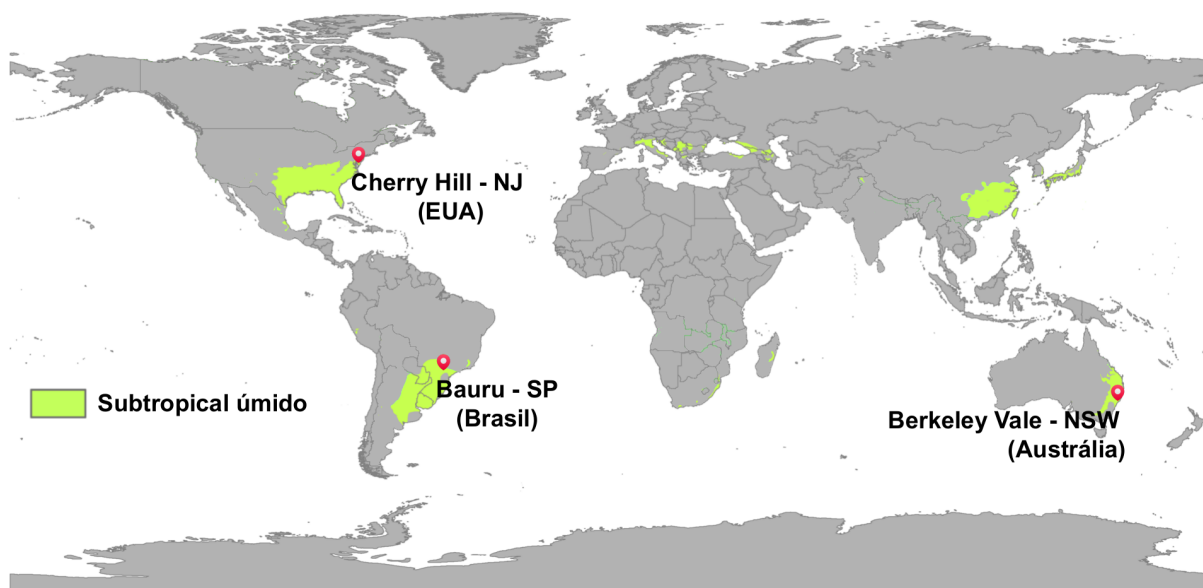 Cherry Hill - NJ
(EUA)
Bauru - SP
(Brasil)
Subtropical úmido
Berkeley Vale - NSW
(Austrália)